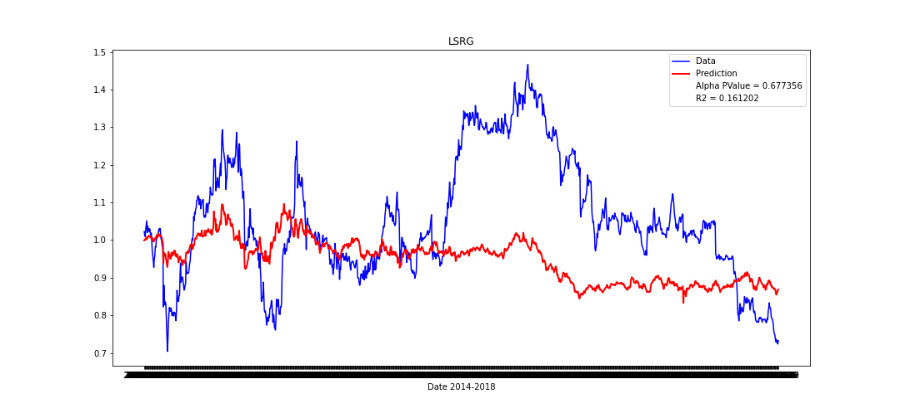 LSRG
Data
Prediction
Alpha PValue = 0.677356
R2 = 0.161202
1.5
1.4
1.3
1.2
1.1
1.0
0.9
0.8
0.7
Date 2014-2018